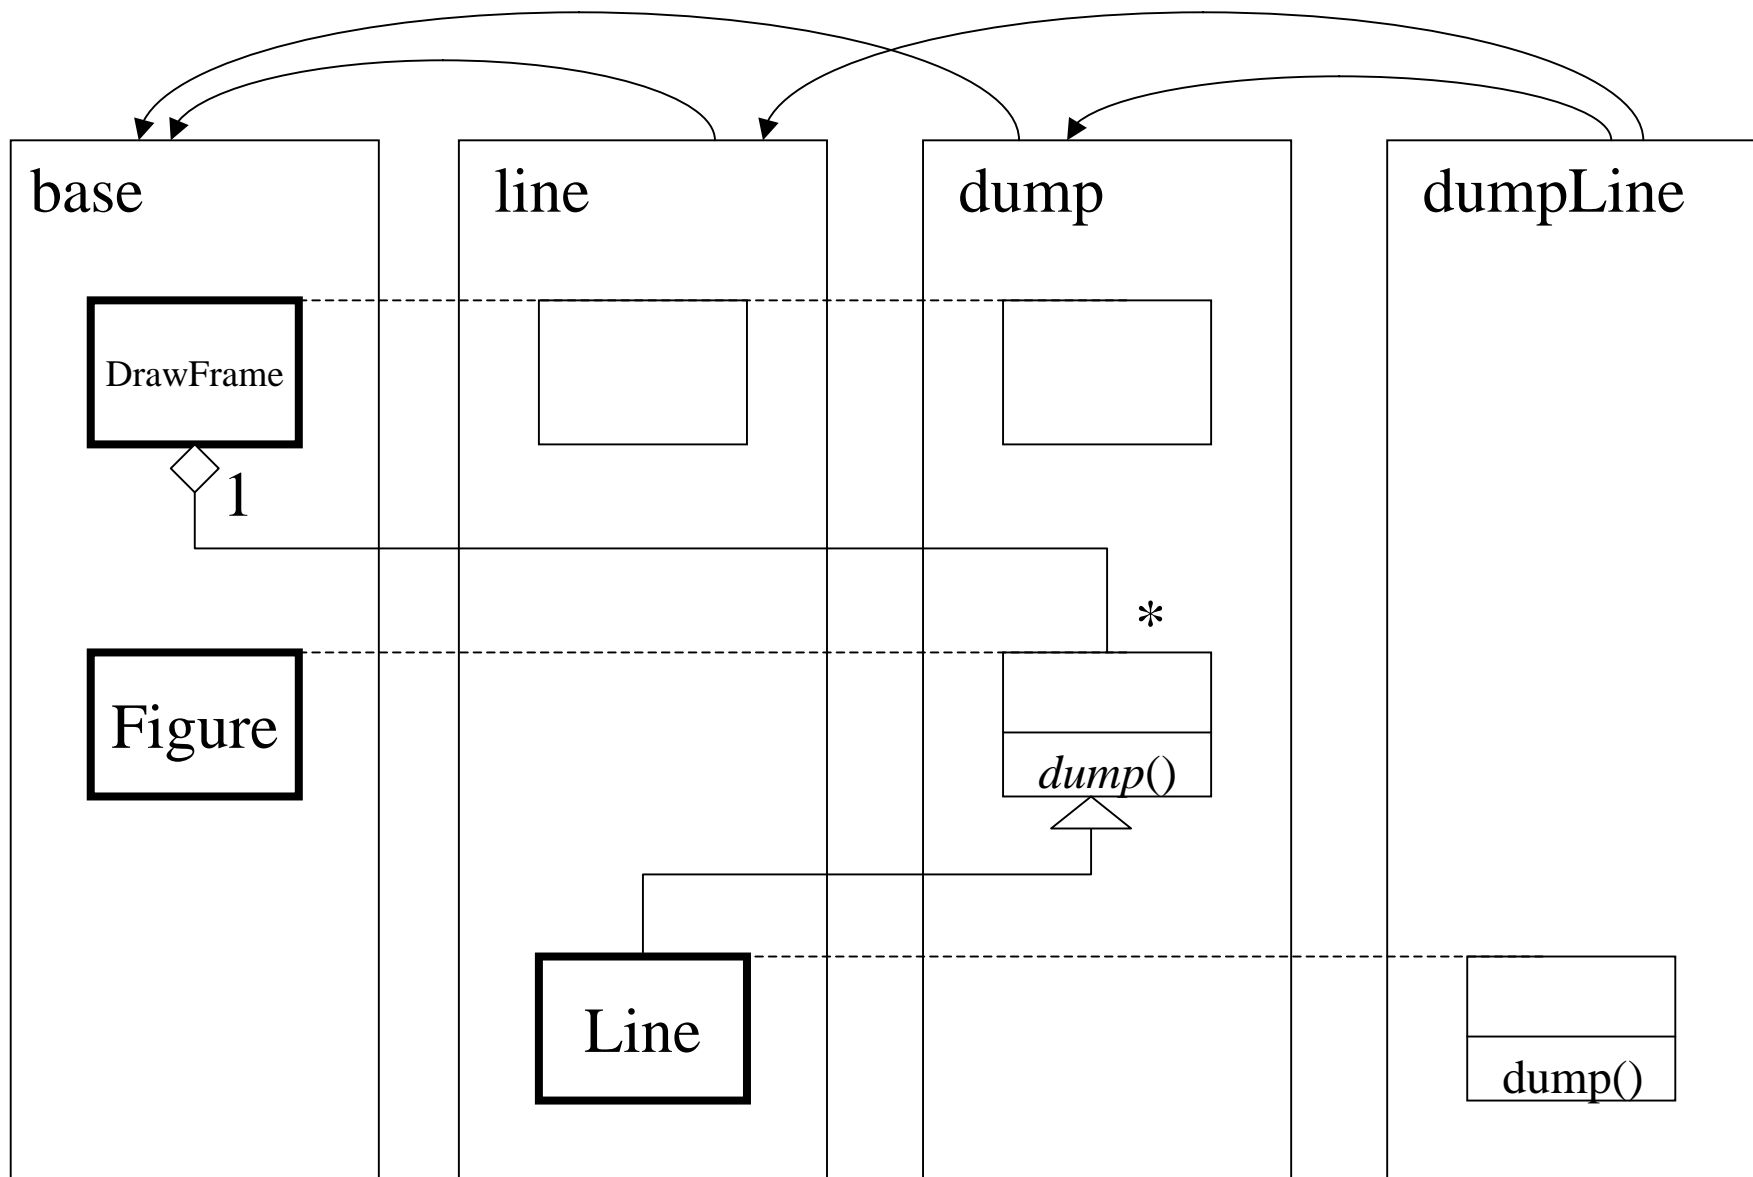 base
line
dump
dumpLine
DrawFrame
1
*
Figure
dump()
Line
dump()